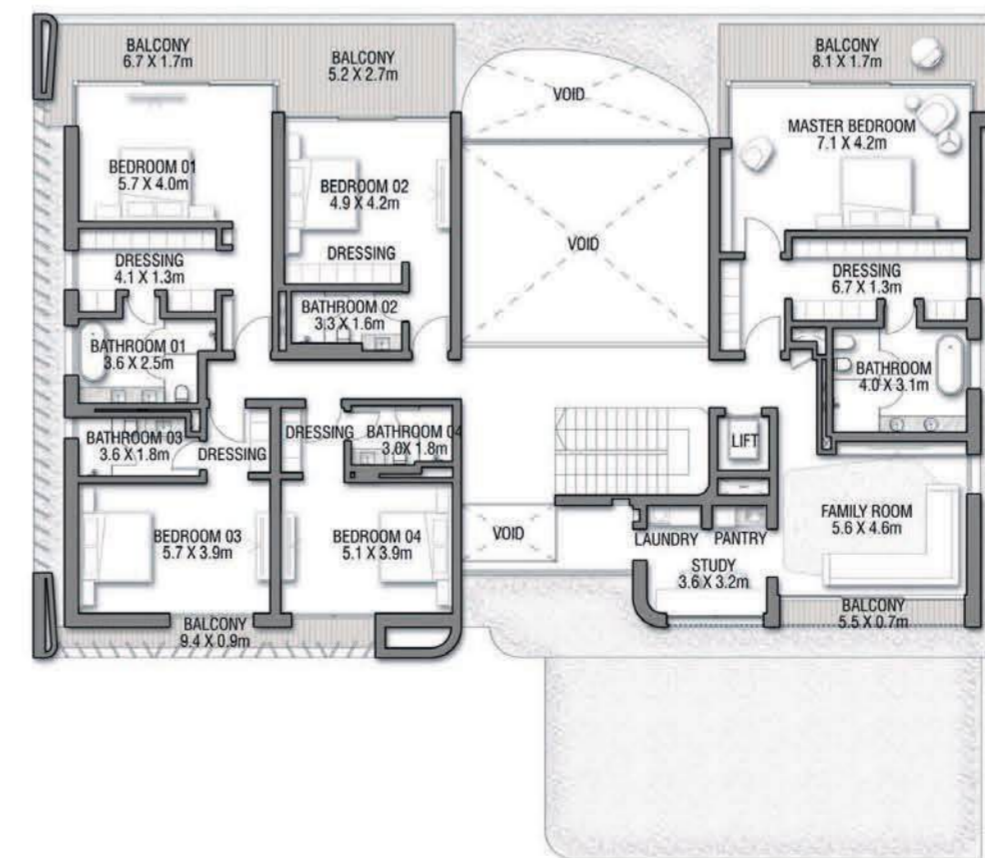 BALCONY
6.7 X 1.7m
BALCONY
5.2 X 2.7m
VOID
BALCONY
8.1 X 1.7m
MASTER BEDROOM
7.1 X 4.2m
BEDROOM 01
5.7 X 4.0m
BEDROOM 02
4.9 X 4.2m
DRESSING
VOID
DRESSING
4.1 X 1.3m
DRESSING
6.7 X 1.3m
BATHROOM 02
3.3 X 1.6m
BATHROOM 01
3.6 X 2.5m
BATHROOM
4.0 X 3.1m
BATHROOM 03
3.6 X 1.8m
DRESSING
DRESSING
BATHROOM 04
3.0X 1.8m
LIFT
BEDROOM 03
5.7 X 3.9m
BEDROOM 04
5.1 X 3.9m
VOID
LAUNDRY
PANTRY
FAMILY ROOM
5.6 X 4.6m
STUDY
3.6 X 3.2m
BALCONY
9.4 X 0.9m
BALCONY
5.5 X 0.7m